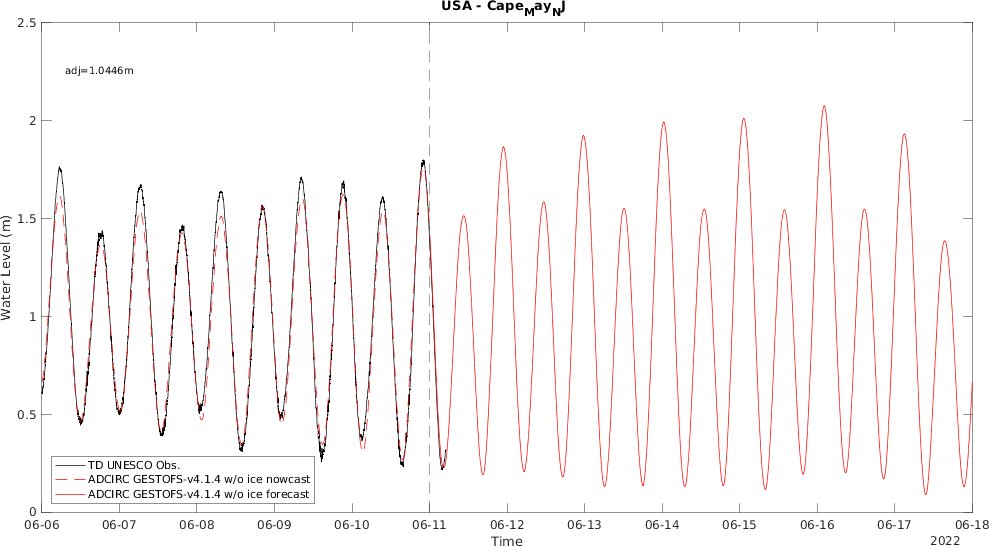 USA - CapeMayNJ
2.5
adj=1.0446m
2
1.5
Water Level (m)
1
0.5
TD UNESCO Obs.
ADCIRC GESTOFS-v4.1.4 w/o ice nowcast
ADCIRC GESTOFS-v4.1.4 w/o ice forecast
0
06-06 06-07 06-08 06-09 06-10 06-11 06-12 06-13 06-14 06-15 06-16 06-17 06-18
Time
2022